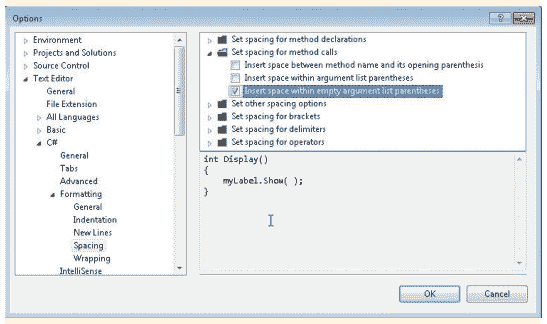 Options
Environment
Projects and Solutions
Source Control
Text Editor
General
File Extension
All Languages
Basic
C#
General
Tabs
Advanced
Formatting
General
Indentation
New Lines
Spacing
Wrapping
IntelliSense
Set spacing for method declarations
Set spacing for method calls
Insert space between method name and its opening parenthesis
Insert space within argument list parentheses
Insert space within empty argument list parentheses
Set other spacing options
Set spacing for brackets
Set spacing for delimiters
Set spacing for operators
int Display()
{
myLabel.Show( );
}
OK
Cancel